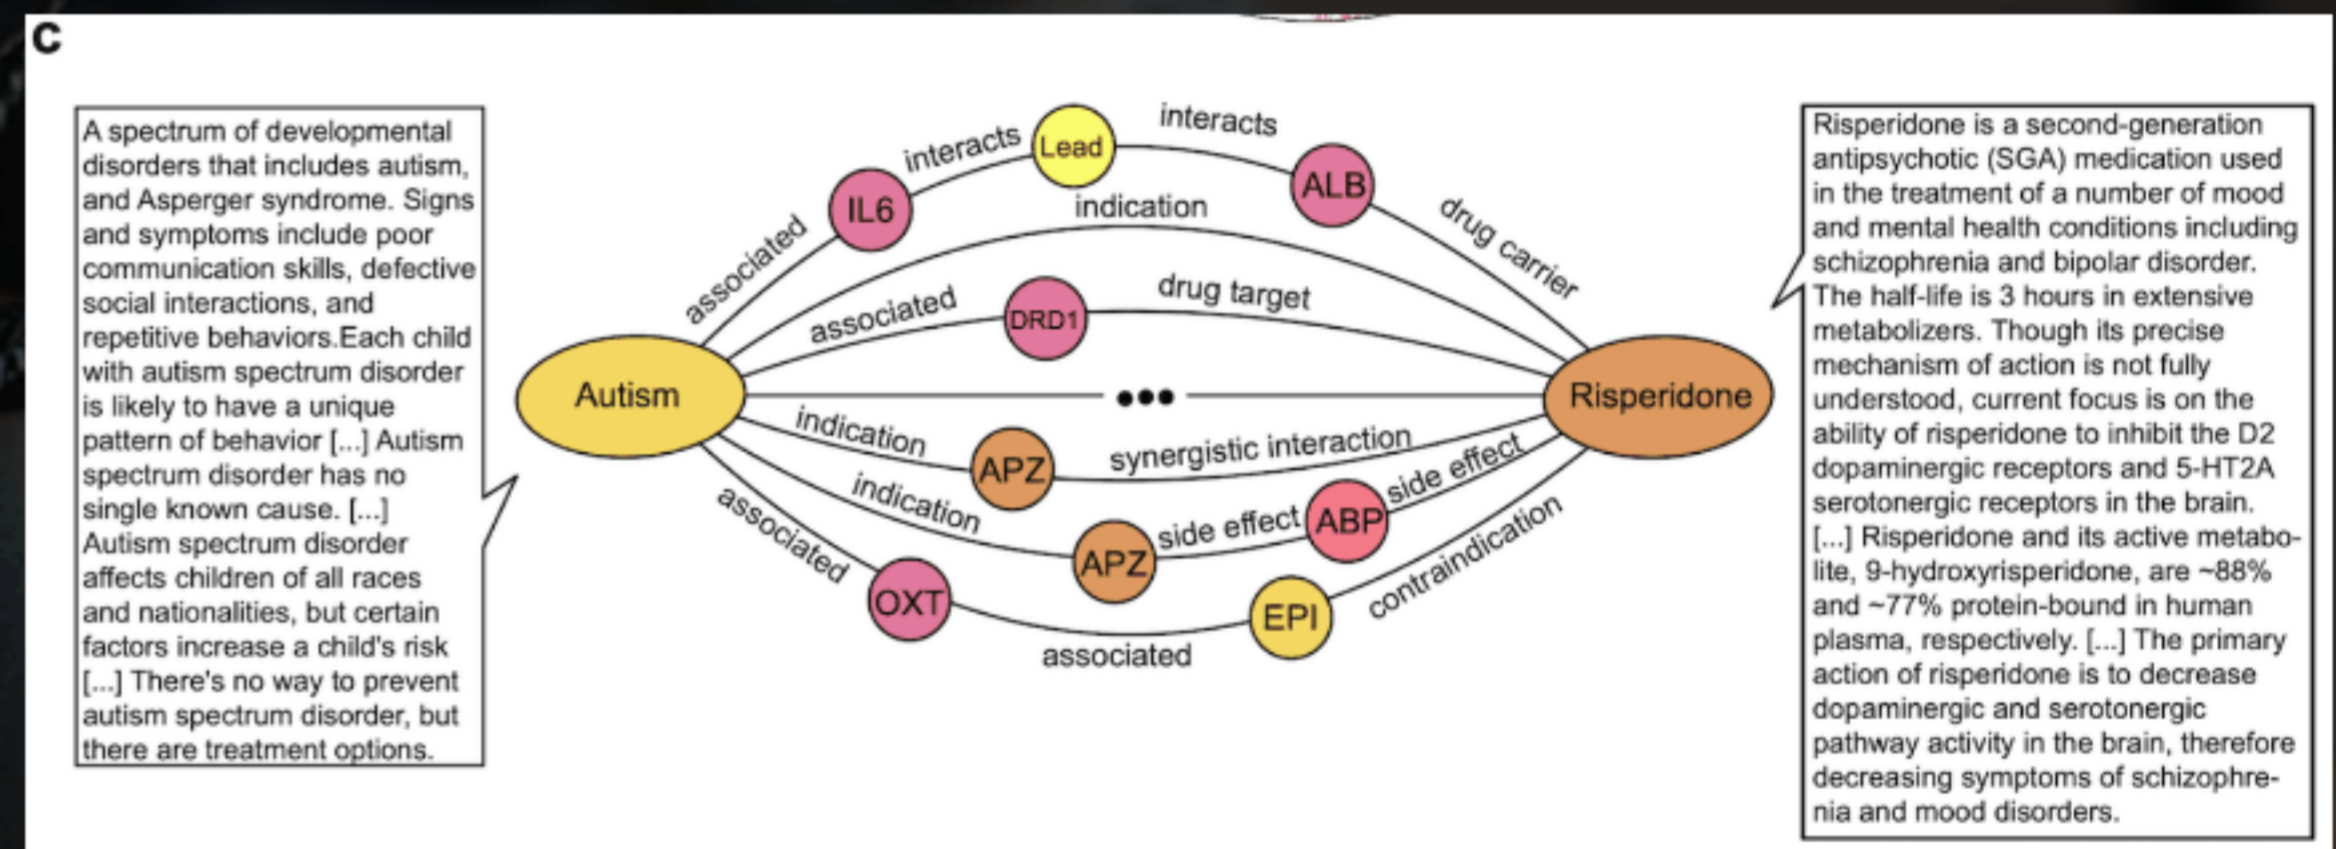 c
A spectrum of developmental
disorders that includes autism,
and Asperger syndrome. Signs
and symptoms include poor
communication skills, defective
social interactions, and
repetitive behaviors.Each child
with autism spectrum disorder
is likely to have a unique
pattern of behavior [...] Autism
spectrum disorder has no
single known cause. [...]
Autism spectrum disorder
affects children of all races
and nationalities, but certain
factors increase a child's risk
[...] There's no way to prevent
autism spectrum disorder, but
there are treatment options.
Autism
associated
IL6
interacts
Lead
interacts
ALB
drug carrier
indication
associated
DRD1
drug target
indication
APZ
synergistic interaction
indication
APZ
side effect
ABP
side effect
associated
OXT
associated
EPI
contraindication
Risperidone
Risperidone is a second-generation
antipsychotic (SGA) medication used
in the treatment of a number of mood
and mental health conditions including
schizophrenia and bipolar disorder.
The half-life is 3 hours in extensive
metabolizers. Though its precise
mechanism of action is not fully
understood, current focus is on the
ability of risperidone to inhibit the D2
dopaminergic receptors and 5-HT2A
serotonergic receptors in the brain.
[...] Risperidone and its active metabo-
lite, 9-hydroxyrisperidone, are ~88%
and ~77% protein-bound in human
plasma, respectively. [...] The primary
action of risperidone is to decrease
dopaminergic and serotonergic
pathway activity in the brain, therefore
decreasing symptoms of schizophre-
nia and mood disorders.